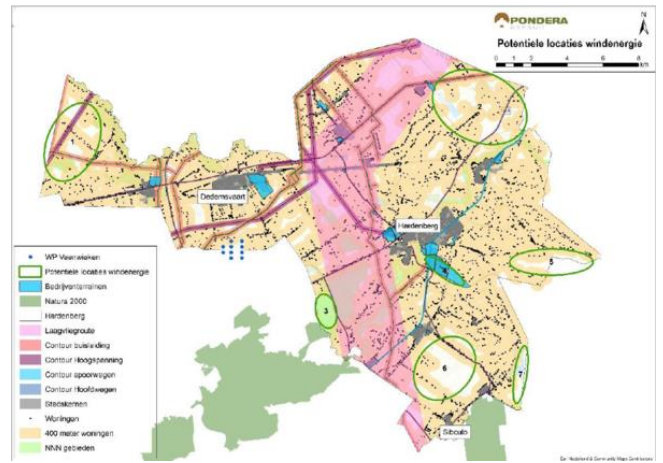 PONDERA
N
Potentiele locaties windenergie
0 1 2 4 6 8
km
1
2
Dedemsvaart
Hardenberg
4
5
3
6
7
Sibculo
WP Veenwieken
Potentiele locaties windenergie
Bedrijventerreinen
Natura 2000
Hardenberg
Laagvliegroute
Contour buisleiding
Contour Hoogspanning
Contour spoorwegen
Contour Hoofdwegen
Stadskernen
Woningen
400 meter woningen
NNN gebieden